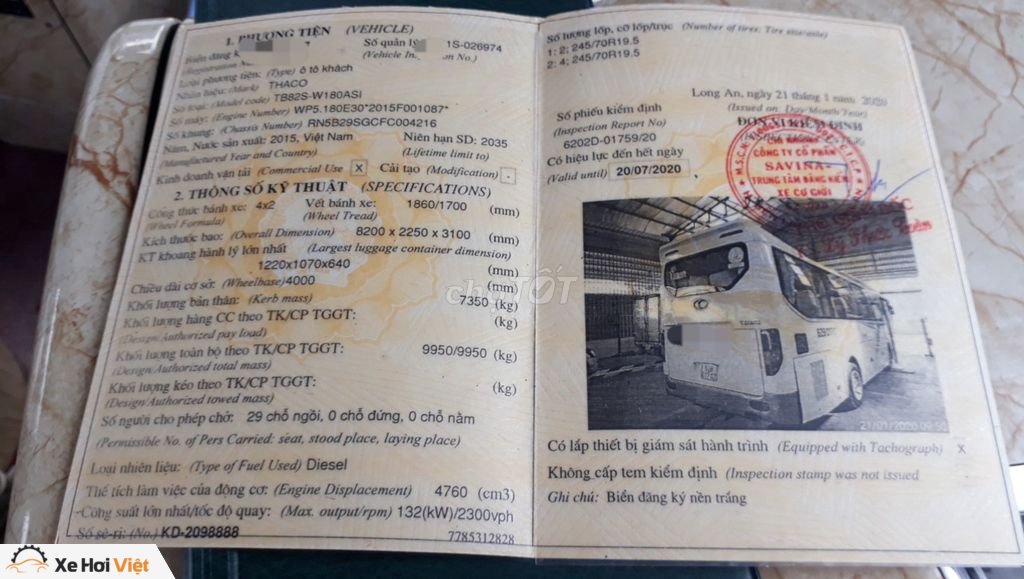 1. PHƯƠNG TIỆN (VEHICLE)
Biển đăng
Số quản lý 1S-026974
(Registration
(Vehicle No.)
Loại phương tiện: (Type) ô tô khách
Nhãn hiệu: (Mark) THACO
Số loại: (Model code) TB82S-W180ASI
Số máy: (Engine Number) WP5.180E30*2015F001087*
Số khung: (Chassis Number) RN5B29SGCFC004216
Năm, Nước sản xuất: 2015, Việt Nam Niên hạn SD: 2035
(Manufactured Year and Country) (Lifetime limit to)
Kinh doanh vận tải (Commercial Use) X Cải tạo (Modification) -
2. THÔNG SỐ KỸ THUẬT (SPECIFICATIONS)
Công thức bánh xe: 4x2 Vết bánh xe: 1860/1700 (mm)
(Wheel Formula) (Wheel Tread)
Kích thước bao: (Overall Dimension) 8200 x 2250 x 3100 (mm)
KT khoang hành lý lớn nhất (Largest luggage container dimension)
1220x1070x640 (mm)
Chiều dài cơ sở: (Wheelbase) 4000 (mm)
Khối lượng bản thân: (Kerb mass) 7350 (kg)
Khối lượng hàng CC theo TK/CP TGGT: (kg)
(Design/Authorized pay load)
Khối lượng toàn bộ theo TK/CP TGGT: 9950/9950 (kg)
(Design/Authorized total mass)
Khối lượng kéo theo TK/CP TGGT: (kg)
(Design/Authorized towed mass)
Số người cho phép chở: 29 chỗ ngồi, 0 chỗ đứng, 0 chỗ nằm
(Permissible No. of Pers Carried: seat, stood place, laying place)
Loại nhiên liệu: (Type of Fuel Used) Diesel
Thể tích làm việc của động cơ: (Engine Displacement) 4760 (cm3)
Công suất lớn nhất/tốc độ quay: (Max. output/rpm) 132(kW)/2300vph
Số sê-ri: (No.) KD-2098888 7785312828
Số lượng lốp, cỡ lốp/trục (Number of tires; Tire size/axle)
1: 2; 245/70R19.5
2: 4; 245/70R19.5
Long An, ngày 21 tháng 1 năm 2020
(Issued on: Day/Month/Year)
Số phiếu kiểm định ĐƠN VỊ KIỂM ĐỊNH
(Inspection Report No)
6202D-01759/20
Có hiệu lực đến hết ngày
(Valid until) 20/07/2020
CÔNG TY CỔ PHẦN
SAVINA
TRUNG TÂM ĐĂNG KIỂM
XE CƠ GIỚI
21/01/2020 09:50
Có lắp thiết bị giám sát hành trình (Equipped with Tachograph) X
Không cấp tem kiểm định (Inspection stamp was not issued
Ghi chú: Biển đăng ký nền trắng
chợTỐT
Xe Hơi Việt